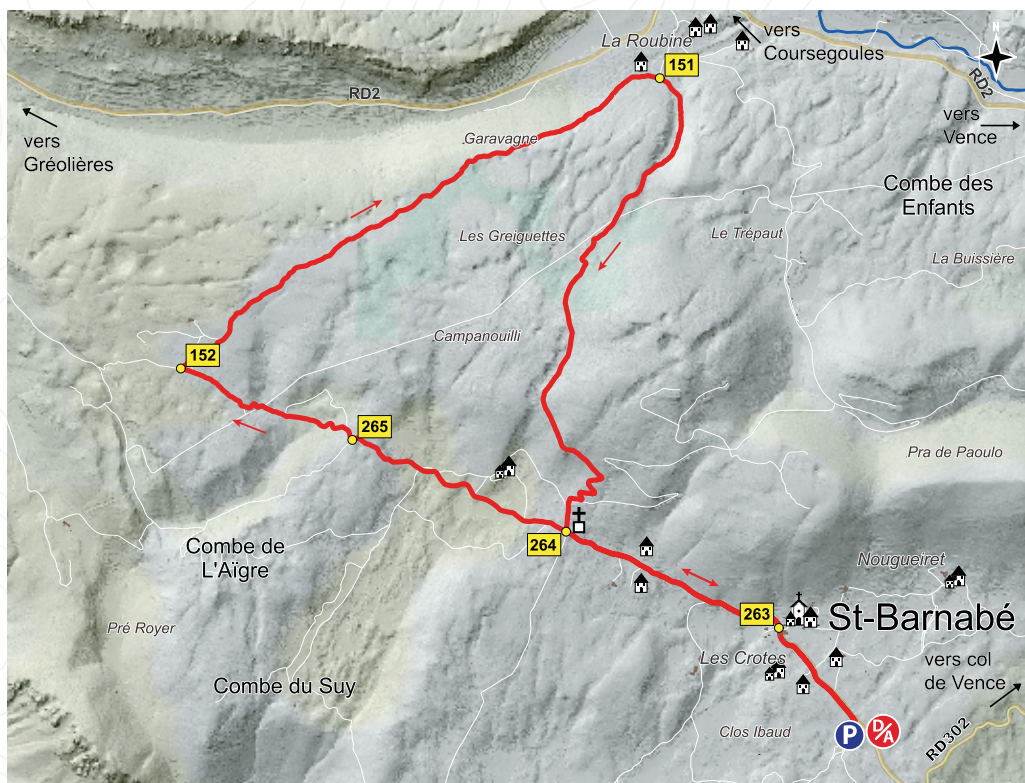 La Roubine
vers
Coursegoules
N
151
RD2
RD2
vers
Gréolières
vers
Vence
Garavagne
Combe des
Enfants
Les Greiguettes
Le Trépaut
La Buissière
Campanouilli
152
265
Pra de Paoulo
264
Combe de
L'Aïgre
Nougueiret
263
St-Barnabé
Pré Royer
Les Crotes
vers col
de Vence
Combe du Suy
Clos Ibaud
P
D/A
RD302